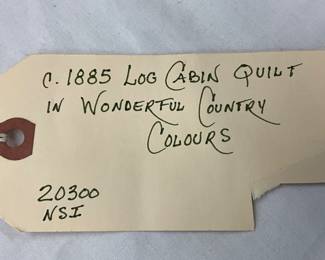 c. 1885 Log Cabin Quilt
in Wonderful Country
Colours
20300
NSI